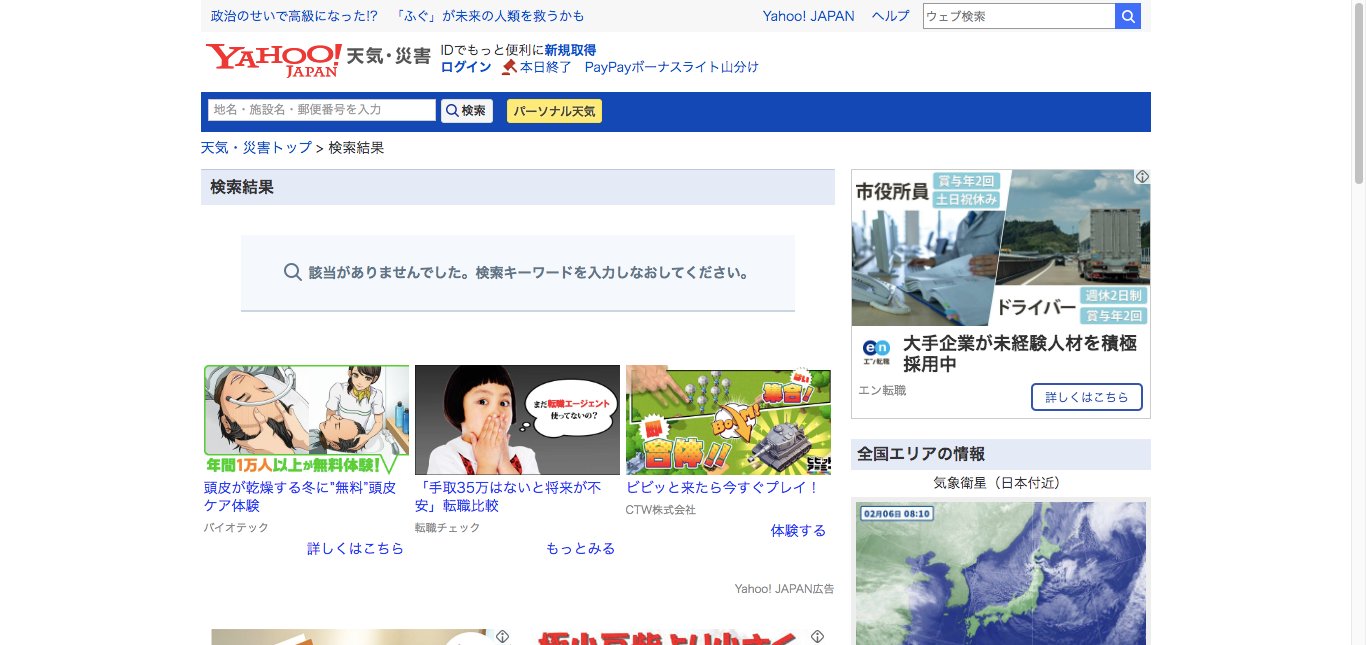 政治のせいで高級になった!?　「ふぐ」が未来の人類を救うかも
Yahoo! JAPAN　ヘルプ
ウェブ検索
YAHOO! JAPAN 天気・災害
IDでもっと便利に新規取得
ログイン　本日終了　PayPayボーナスライト山分け
地名・施設名・郵便番号を入力
検索
パーソナル天気
天気・災害トップ > 検索結果
検索結果
該当がありませんでした。検索キーワードを入力しなおしてください。
年間1万人以上が無料体験!
頭皮が乾燥する冬に"無料"頭皮
ケア体験
バイオテック
詳しくはこちら
まだ転職エージェント
使ってないの?
「手取35万はないと将来が不
安」転職比較
転職チェック
もっとみる
はい
集合!
BOM!
合体!!
ビビッド
アーミー
ビビッと来たら今すぐプレイ！
CTW株式会社
体験する
Yahoo! JAPAN広告
市役所員
賞与年2回
土日祝休み
ドライバー
週休2日制
賞与年2回
en
エン転職
大手企業が未経験人材を積極
採用中
エン転職
詳しくはこちら
全国エリアの情報
気象衛星（日本付近）
02月06日 08:10